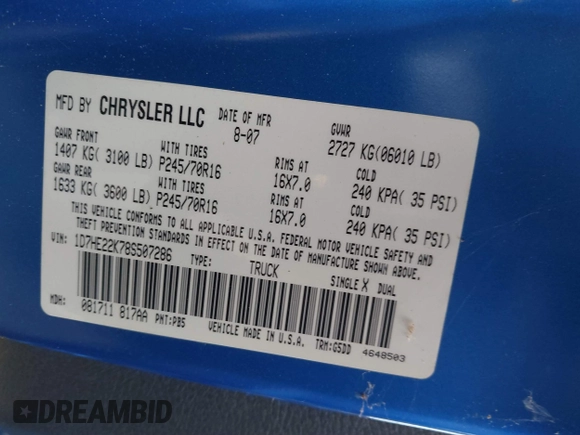 MFD BY CHRYSLER LLC DATE OF MFR 8-07 GVWR 2727 KG(06010 LB)
GAWR FRONT WITH TIRES RIMS AT COLD
1407 KG( 3100 LB) P245/70R16 16X7.0 240 KPA( 35 PSI)
GAWR REAR WITH TIRES RIMS AT COLD
1633 KG( 3600 LB) P245/70R16 16X7.0 240 KPA( 35 PSI)
THIS VEHICLE CONFORMS TO ALL APPLICABLE U.S.A. FEDERAL MOTOR VEHICLE SAFETY AND
THEFT PREVENTION STANDARDS IN EFFECT ON THE DATE OF MANUFACTURE SHOWN ABOVE.
VIN: 1D7HE22K78S507286 TYPE: TRUCK SINGLE X DUAL
MDH: 081711 817AA PNT: PB5 VEHICLE MADE IN U.S.A. TRM: G5DD 4648503
DREAMBID